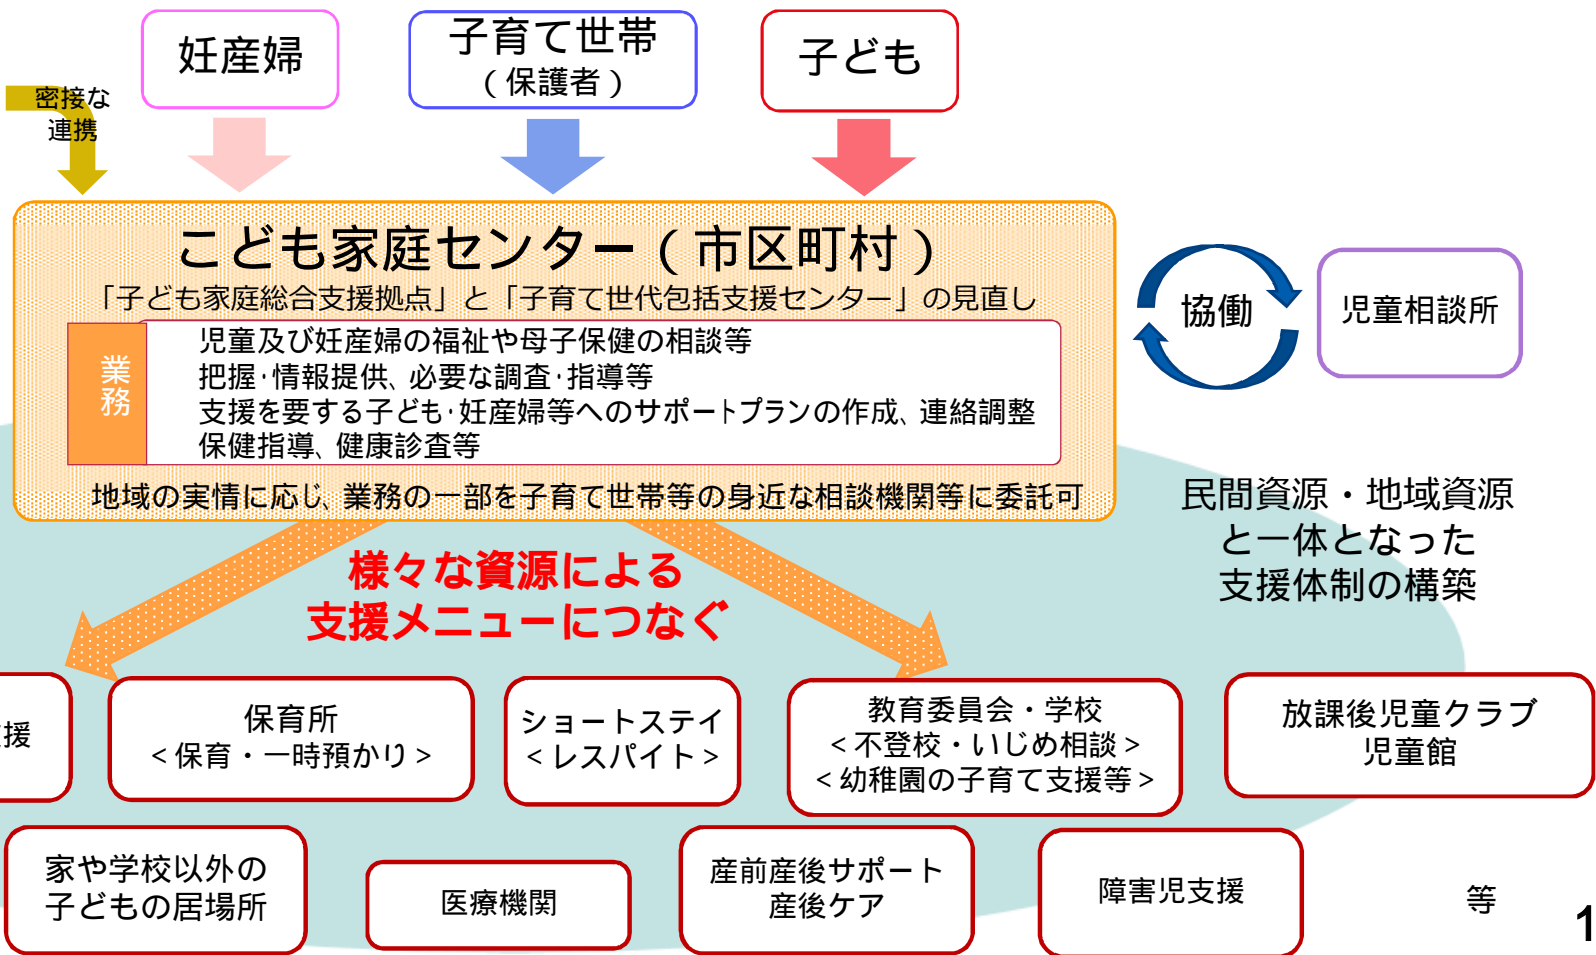 妊産婦
子育て世帯
（保護者）
子ども
密接な
連携
こども家庭センター（市区町村）
「子ども家庭総合支援拠点」と「子育て世代包括支援センター」の見直し
業務
児童及び妊産婦の福祉や母子保健の相談等
把握・情報提供、必要な調査・指導等
支援を要する子ども・妊産婦等へのサポートプランの作成、連絡調整
保健指導、健康診査等
地域の実情に応じ、業務の一部を子育て世帯等の身近な相談機関等に委託可
協働
児童相談所
民間資源・地域資源
と一体となった
支援体制の構築
様々な資源による
支援メニューにつなぐ
援
保育所
＜保育・一時預かり＞
ショートステイ
＜レスパイト＞
教育委員会・学校
＜不登校・いじめ相談＞
＜幼稚園の子育て支援等＞
放課後児童クラブ
児童館
家や学校以外の
子どもの居場所
医療機関
産前産後サポート
産後ケア
障害児支援
等
1